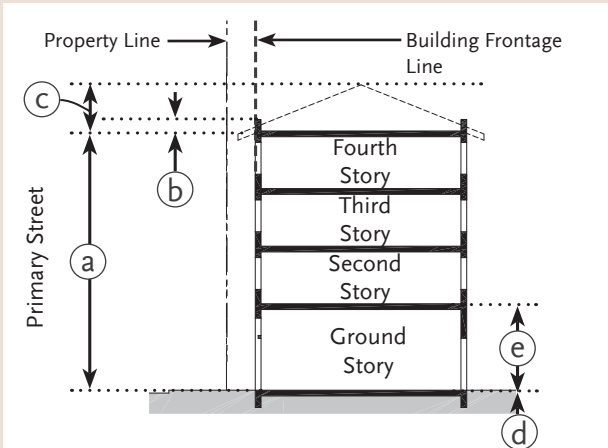 Property Line
Building Frontage
Line
c
b
Fourth
Story
Third
Story
Primary Street
a
Second
Story
Ground
Story
e
d